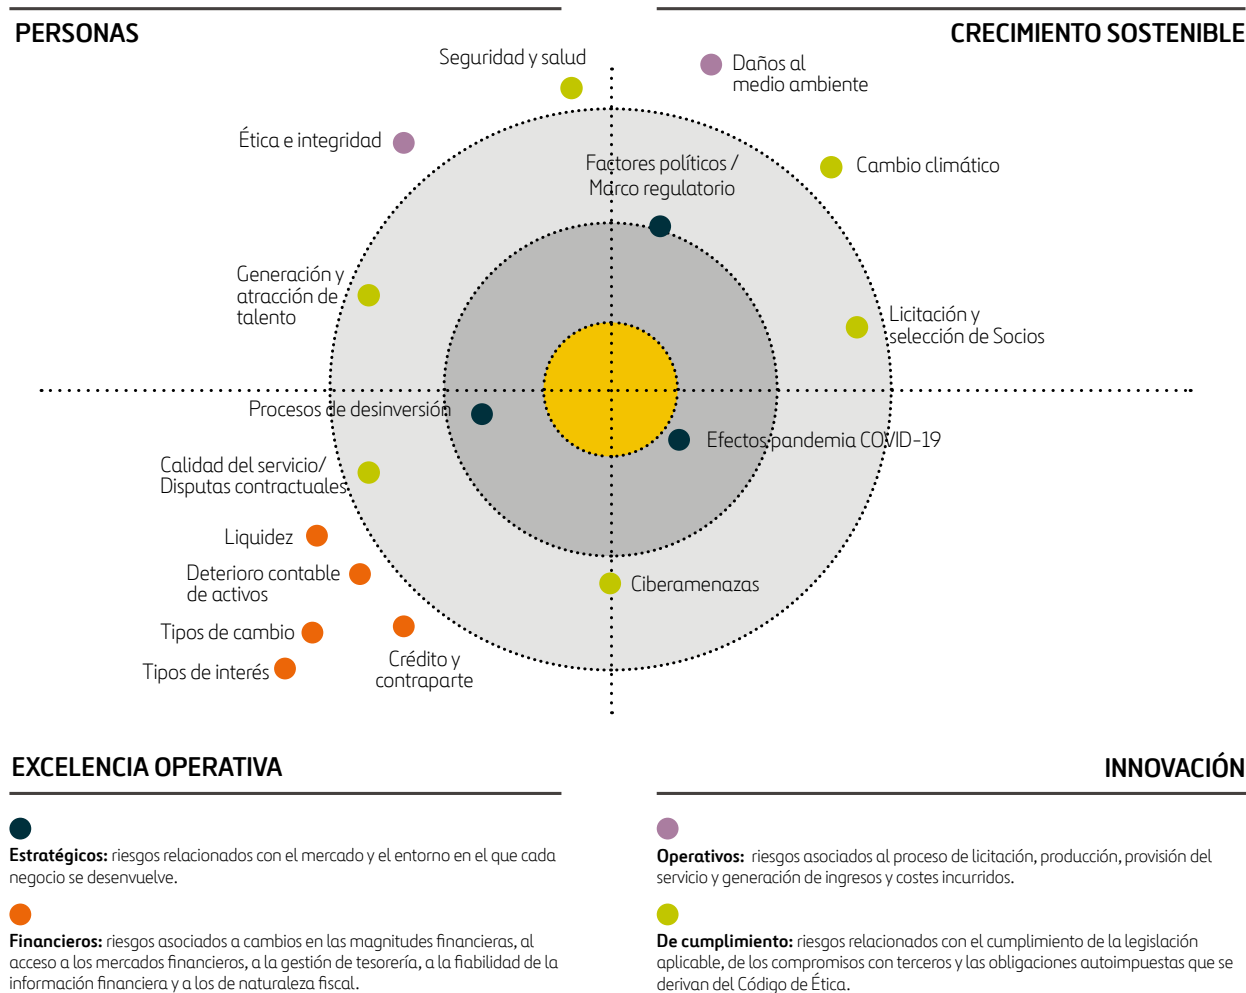 PERSONAS
CRECIMIENTO SOSTENIBLE
Seguridad y salud
Daños al
medio ambiente
Ética e integridad
Factores políticos /
Marco regulatorio
Cambio climático
Generación y
atracción de
talento
Licitación y
selección de Socios
Procesos de desinversión
Efectos pandemia COVID-19
Calidad del servicio/
Disputas contractuales
Liquidez
Deterioro contable
de activos
Ciberamenazas
Tipos de cambio
Crédito y
contraparte
Tipos de interés
EXCELENCIA OPERATIVA
INNOVACIÓN
Estratégicos: riesgos relacionados con el mercado y el entorno en el que cada
negocio se desenvuelve.
Financieros: riesgos asociados a cambios en las magnitudes financieras, al
acceso a los mercados financieros, a la gestión de tesorería, a la fiabilidad de la
información financiera y a los de naturaleza fiscal.
Operativos: riesgos asociados al proceso de licitación, producción, provisión del
servicio y generación de ingresos y costes incurridos.
De cumplimiento: riesgos relacionados con el cumplimiento de la legislación
aplicable, de los compromisos con terceros y las obligaciones autoimpuestas que se
derivan del Código de Ética.